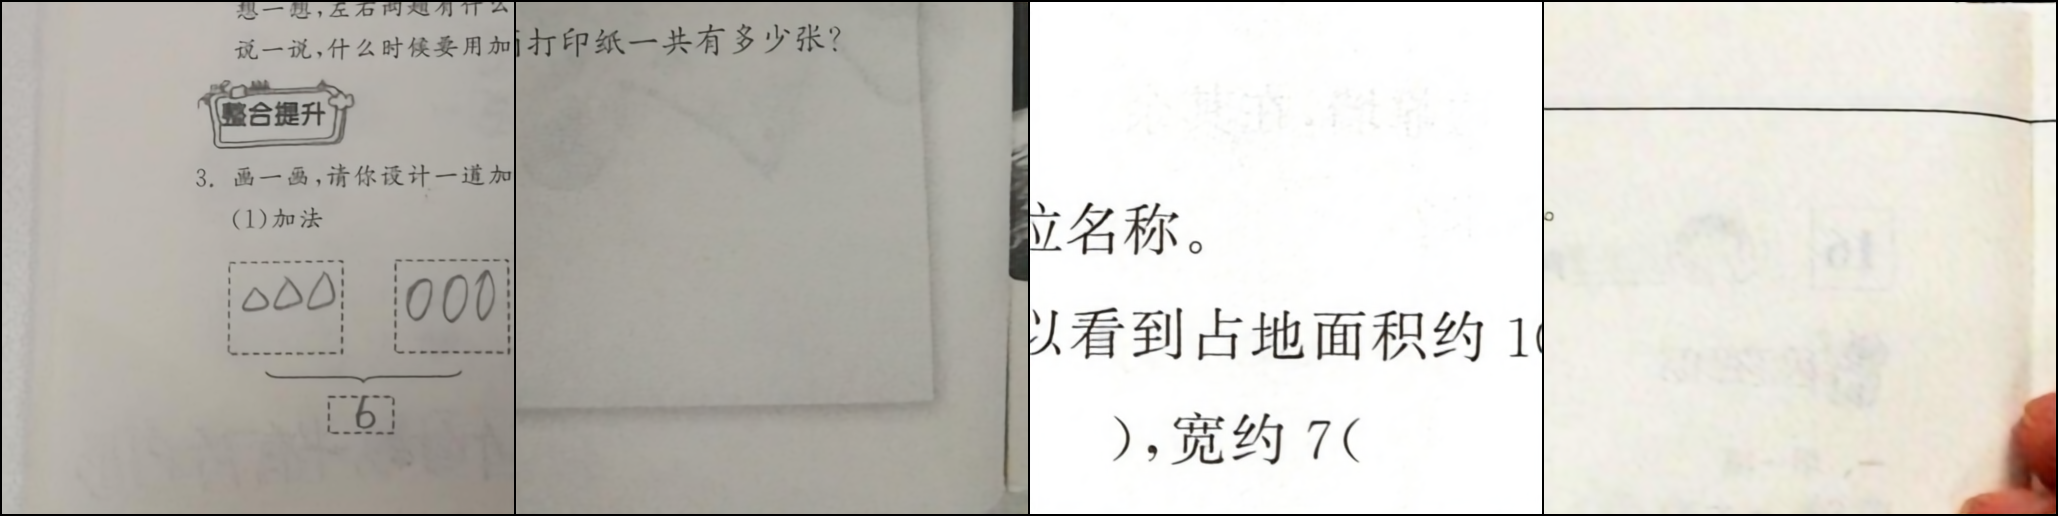 想一想,左右两题有什么
说一说,什么时候要用加
整合提升
3. 画一画,请你设计一道加
(1)加法
6
打印纸一共有多少张?
位名称。
以看到占地面积约 10
),宽约 7(
。
16